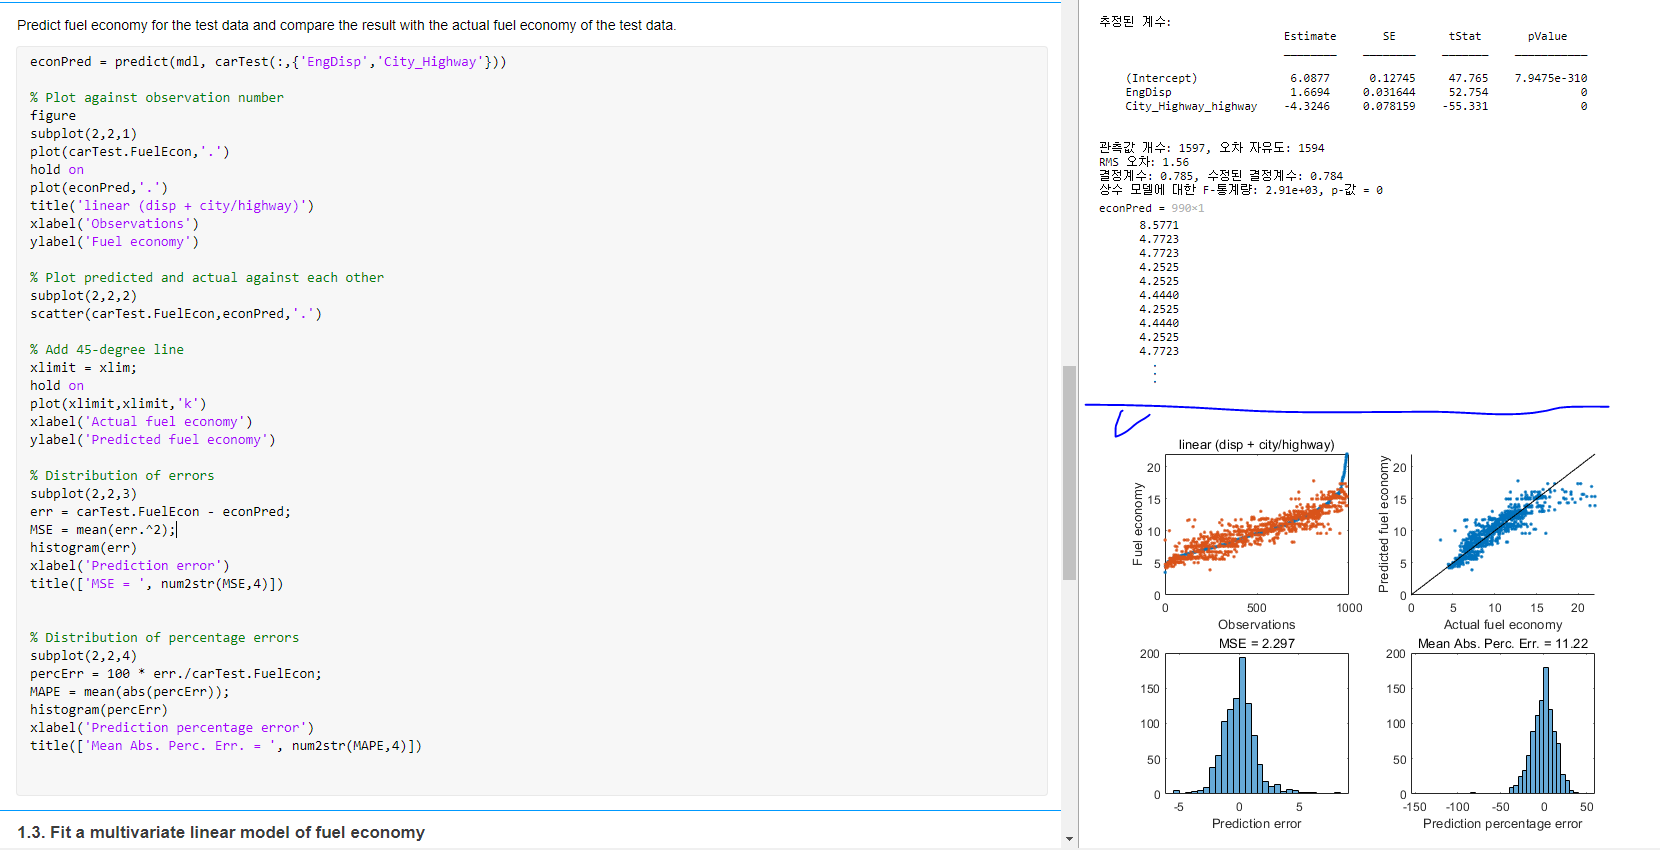 Predict fuel economy for the test data and compare the result with the actual fuel economy of the test data.
econPred = predict(mdl, carTest(:,{'EngDisp','City_Highway'}))
% Plot against observation number
figure
subplot(2,2,1)
plot(carTest.FuelEcon,'.')
hold on
plot(econPred,'.')
title('linear (disp + city/highway)')
xlabel('Observations')
ylabel('Fuel economy')
% Plot predicted and actual against each other
subplot(2,2,2)
scatter(carTest.FuelEcon,econPred,'.')
% Add 45-degree line
xlimit = xlim;
hold on
plot(xlimit,xlimit,'k')
xlabel('Actual fuel economy')
ylabel('Predicted fuel economy')
% Distribution of errors
subplot(2,2,3)
err = carTest.FuelEcon - econPred;
MSE = mean(err.^2);
histogram(err)
xlabel('Prediction error')
title(['MSE = ', num2str(MSE,4)])
% Distribution of percentage errors
subplot(2,2,4)
percErr = 100 * err./carTest.FuelEcon;
MAPE = mean(abs(percErr));
histogram(percErr)
xlabel('Prediction percentage error')
title(['Mean Abs. Perc. Err. = ', num2str(MAPE,4)])
1.3. Fit a multivariate linear model of fuel economy
추정된 계수:
Estimate SE tStat pValue
(Intercept) 6.0877 0.12745 47.765 7.9475e-310
EngDisp 1.6694 0.031644 52.754 0
City_Highway_highway -4.3246 0.078159 -55.331 0
관측값 개수: 1597, 오차 자유도: 1594
RMS 오차: 1.56
결정계수: 0.785, 수정된 결정계수: 0.784
상수 모델에 대한 F-통계량: 2.91e+03, p-값 = 0
econPred = 990×1
8.5771
4.7723
4.7723
4.2525
4.2525
4.4440
4.2525
4.4440
4.2525
4.7723
linear (disp + city/highway)
Fuel economy
20
15
10
5
0
0 500 1000
Observations
Predicted fuel economy
20
15
10
5
0
0 5 10 15 20
Actual fuel economy
MSE = 2.297
200
150
100
50
0
-5 0 5
Prediction error
Mean Abs. Perc. Err. = 11.22
200
150
100
50
0
-150 -100 -50 0 50
Prediction percentage error